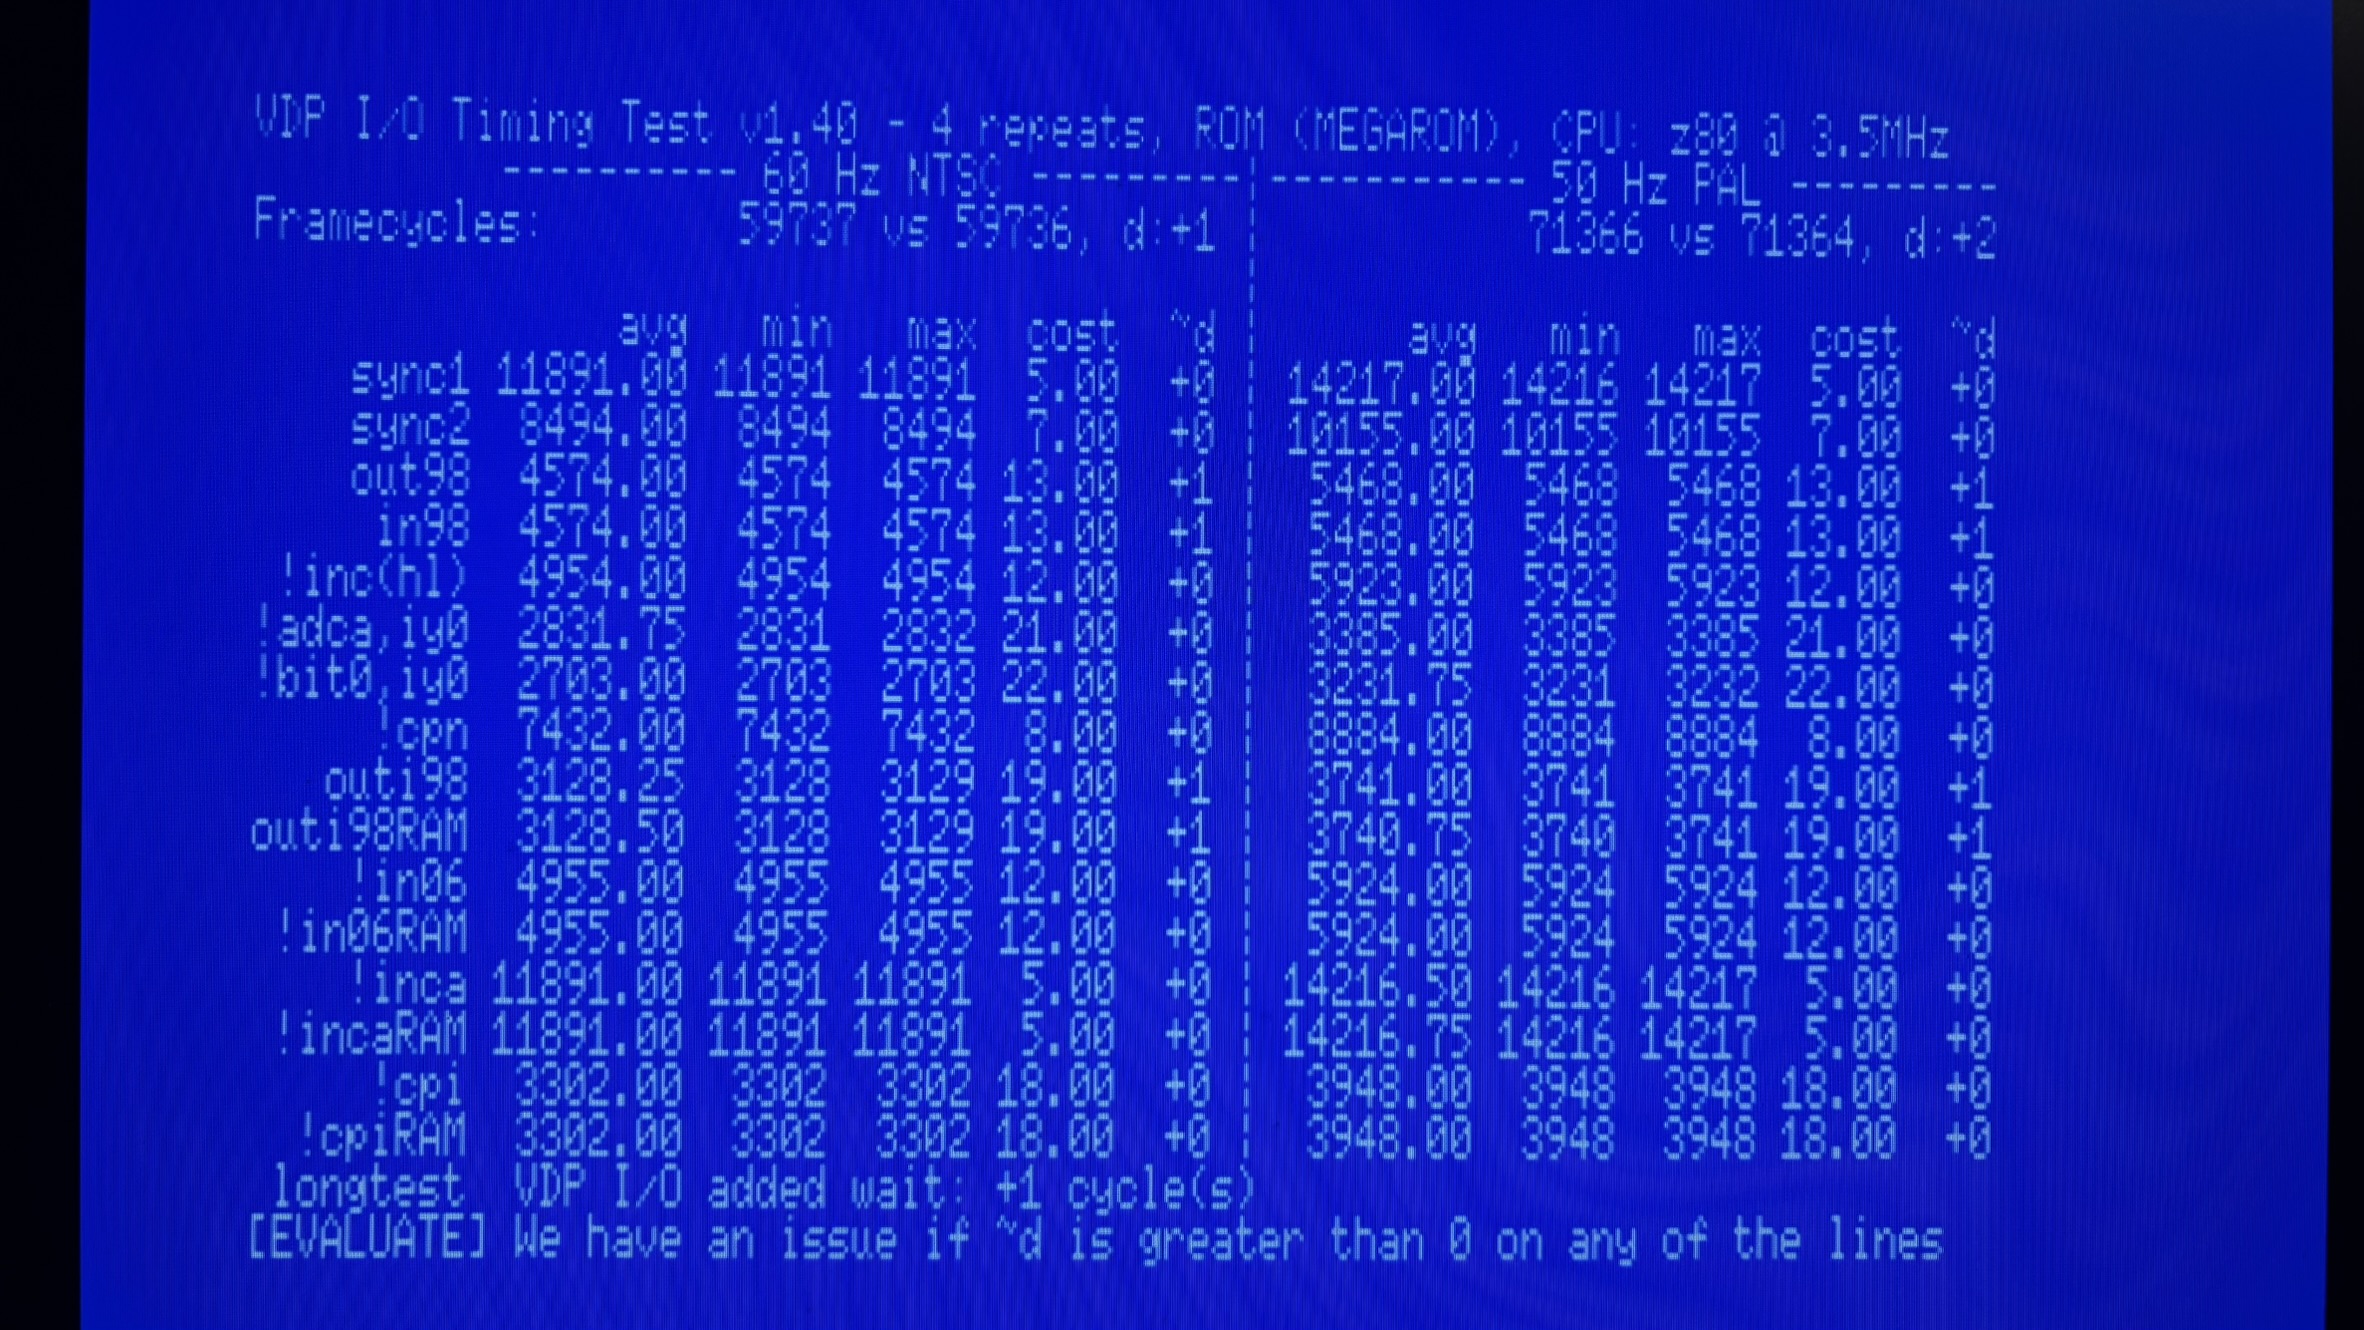 VDP I/O Timing Test v1.40 - 4 repeats, ROM (MEGAROM), CPU: z80 @ 3.5MHz
---------- 60 Hz NTSC ---------¦----------- 50 Hz PAL ---------
Framecycles: 59737 vs 59736, d:+1 ¦ 71366 vs 71364, d:+2
avg min max cost ~d ¦ avg min max cost ~d
sync1 11891.00 11891 11891 5.00 +0 ¦ 14217.00 14216 14217 5.00 +0
sync2 8494.00 8494 8494 7.00 +0 ¦ 10155.00 10155 10155 7.00 +0
out98 4574.00 4574 4574 13.00 +1 ¦ 5468.00 5468 5468 13.00 +1
in98 4574.00 4574 4574 13.00 +1 ¦ 5468.00 5468 5468 13.00 +1
!inc(hl) 4954.00 4954 4954 12.00 +0 ¦ 5923.00 5923 5923 12.00 +0
!adca,iy0 2831.75 2831 2832 21.00 +0 ¦ 3385.00 3385 3385 21.00 +0
!bit0,iy0 2703.00 2703 2703 22.00 +0 ¦ 3231.75 3231 3232 22.00 +0
!cpn 7432.00 7432 7432 8.00 +0 ¦ 8884.00 8884 8884 8.00 +0
outi98 3128.25 3128 3129 19.00 +1 ¦ 3741.00 3741 3741 19.00 +1
outi98RAM 3128.50 3128 3129 19.00 +1 ¦ 3740.75 3740 3741 19.00 +1
!in06 4955.00 4955 4955 12.00 +0 ¦ 5924.00 5924 5924 12.00 +0
!in06RAM 4955.00 4955 4955 12.00 +0 ¦ 5924.00 5924 5924 12.00 +0
!inca 11891.00 11891 11891 5.00 +0 ¦ 14216.50 14216 14217 5.00 +0
!incaRAM 11891.00 11891 11891 5.00 +0 ¦ 14216.75 14216 14217 5.00 +0
!cpi 3302.00 3302 3302 18.00 +0 ¦ 3948.00 3948 3948 18.00 +0
!cpiRAM 3302.00 3302 3302 18.00 +0 ¦ 3948.00 3948 3948 18.00 +0
longtest VDP I/O added wait: +1 cycle(s)
[EVALUATE] We have an issue if ~d is greater than 0 on any of the lines